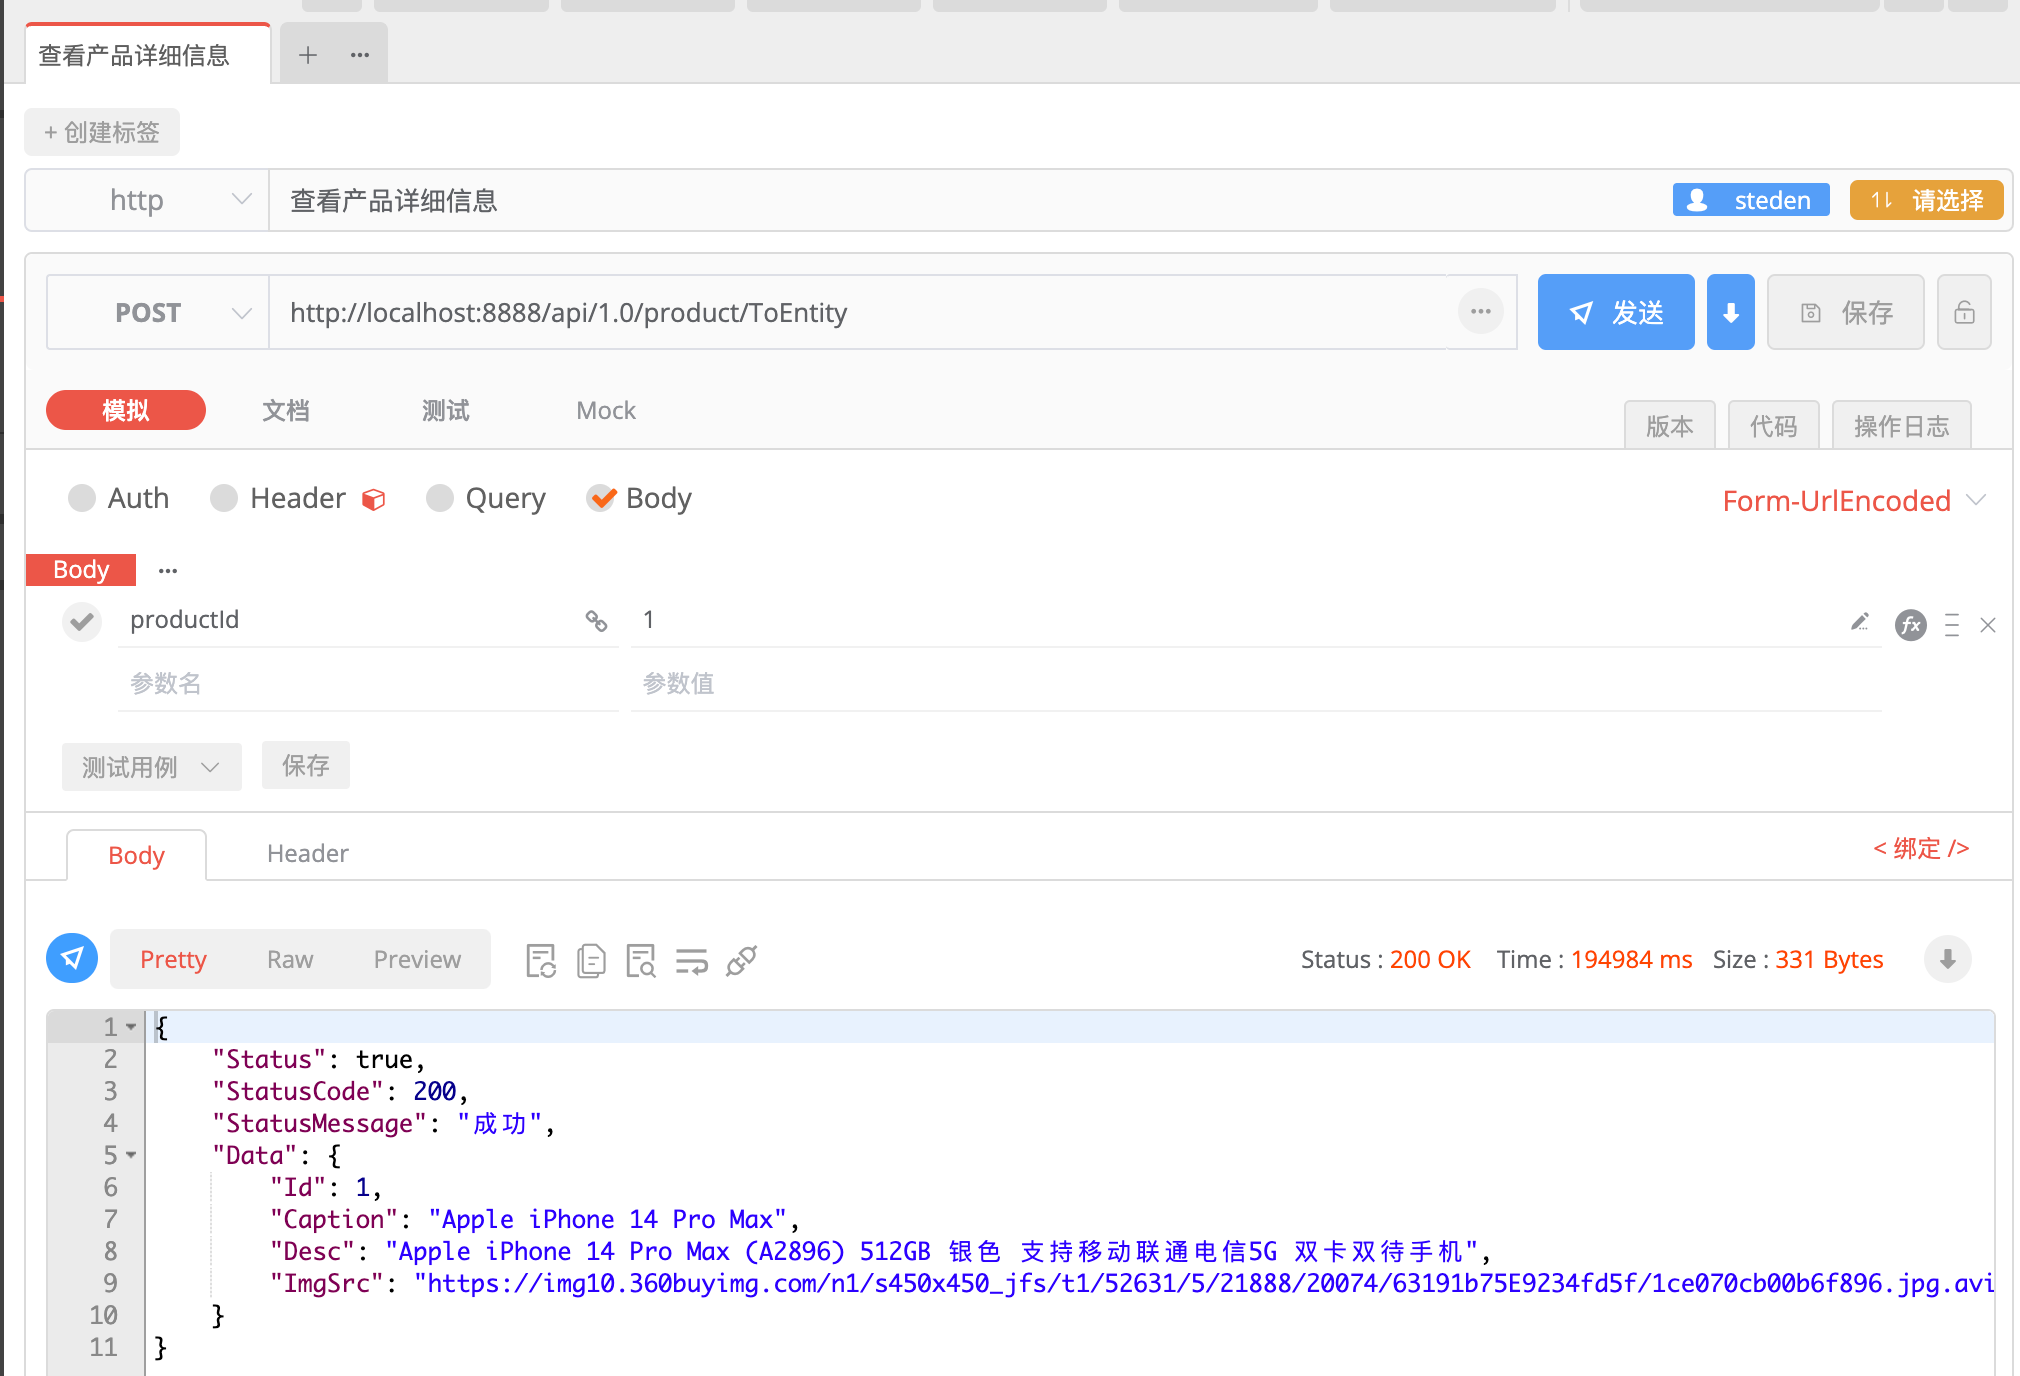 查看产品详细信息
+ 创建标签
http 查看产品详细信息 steden 请选择
POST http://localhost:8888/api/1.0/product/ToEntity 发送 保存
模拟 文档 测试 Mock 版本 代码 操作日志
Auth Header Query Body Form-UrlEncoded
Body
productId 1 fx
参数名 参数值
测试用例 保存
Body Header < 绑定 />
Pretty Raw Preview Status : 200 OK Time : 194984 ms Size : 331 Bytes
1 {
2 "Status": true,
3 "StatusCode": 200,
4 "StatusMessage": "成功",
5 "Data": {
6 "Id": 1,
7 "Caption": "Apple iPhone 14 Pro Max",
8 "Desc": "Apple iPhone 14 Pro Max (A2896) 512GB 银色 支持移动联通电信5G 双卡双待手机",
9 "ImgSrc": "https://img10.360buyimg.com/n1/s450x450_jfs/t1/52631/5/21888/20074/63191b75E9234fd5f/1ce070cb00b6f896.jpg.avi
10 }
11 }